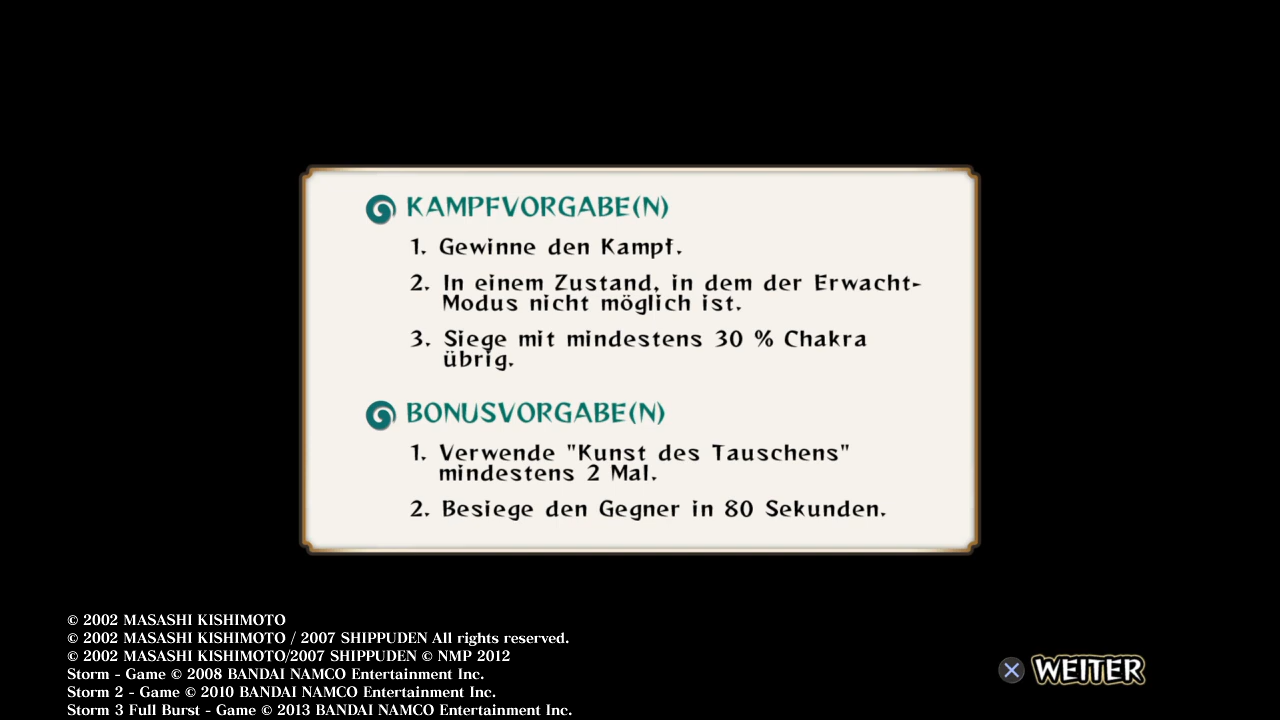 KAMPFVORGABE(N)
1. Gewinne den Kampf.
2. In einem Zustand, in dem der Erwacht-
Modus nicht möglich ist.
3. Siege mit mindestens 30 % Chakra
übrig.
BONUSVORGABE(N)
1. Verwende "Kunst des Tauschens"
mindestens 2 Mal.
2. Besiege den Gegner in 80 Sekunden.
© 2002 MASASHI KISHIMOTO
© 2002 MASASHI KISHIMOTO / 2007 SHIPPUDEN All rights reserved.
© 2002 MASASHI KISHIMOTO/2007 SHIPPUDEN © NMP 2012
Storm - Game © 2008 BANDAI NAMCO Entertainment Inc.
Storm 2 - Game © 2010 BANDAI NAMCO Entertainment Inc.
Storm 3 Full Burst - Game © 2013 BANDAI NAMCO Entertainment Inc.
WEITER